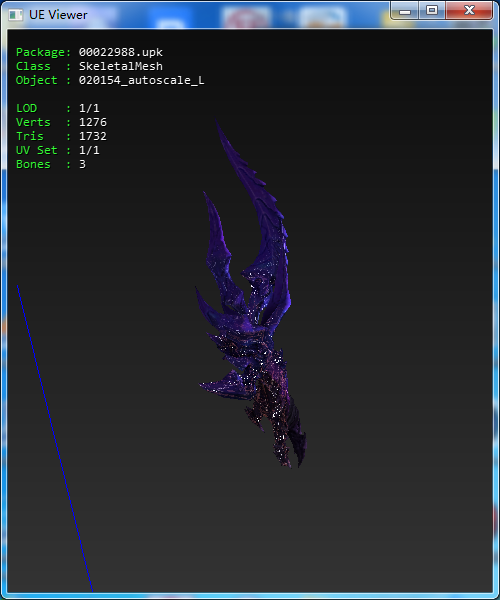 UE Viewer
Package: 00022988.upk
Class : SkeletalMesh
Object : 020154_autoscale_L
LOD : 1/1
Verts : 1276
Tris : 1732
UV Set : 1/1
Bones : 3